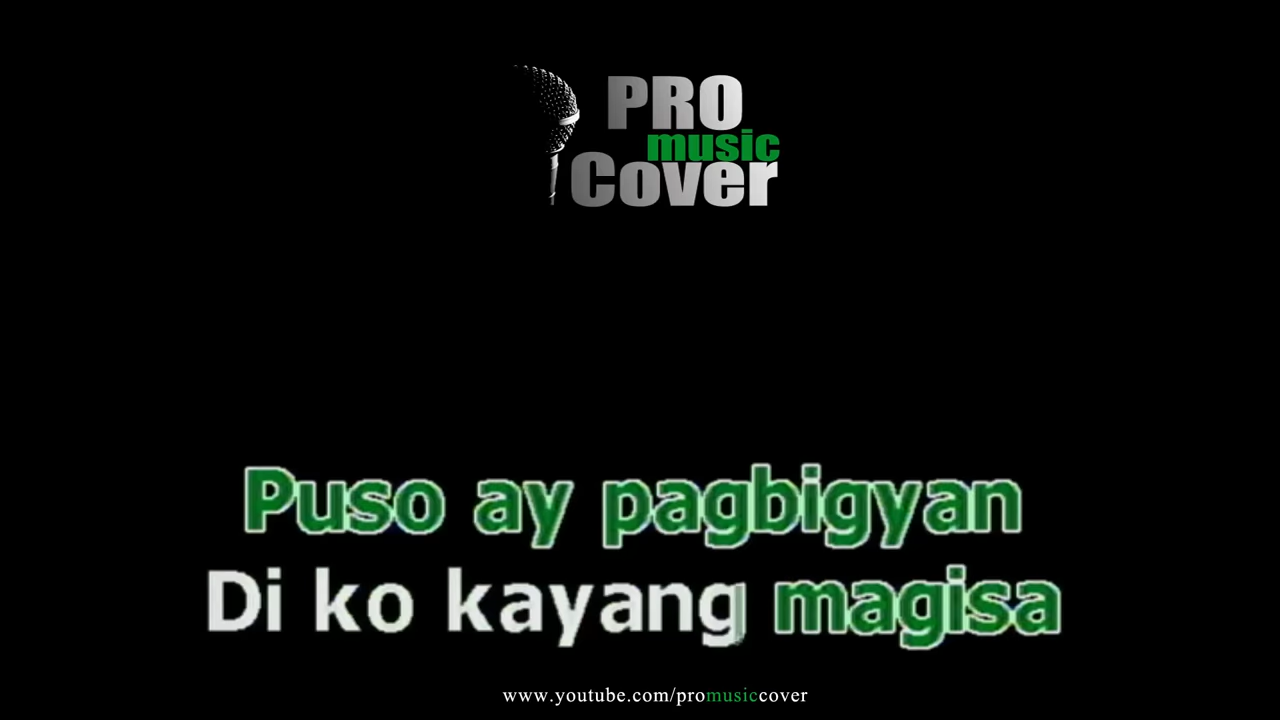 PRO
music
Cover
Puso ay pagbigyan
Di ko kayang magisa
www.youtube.com/promusiccover